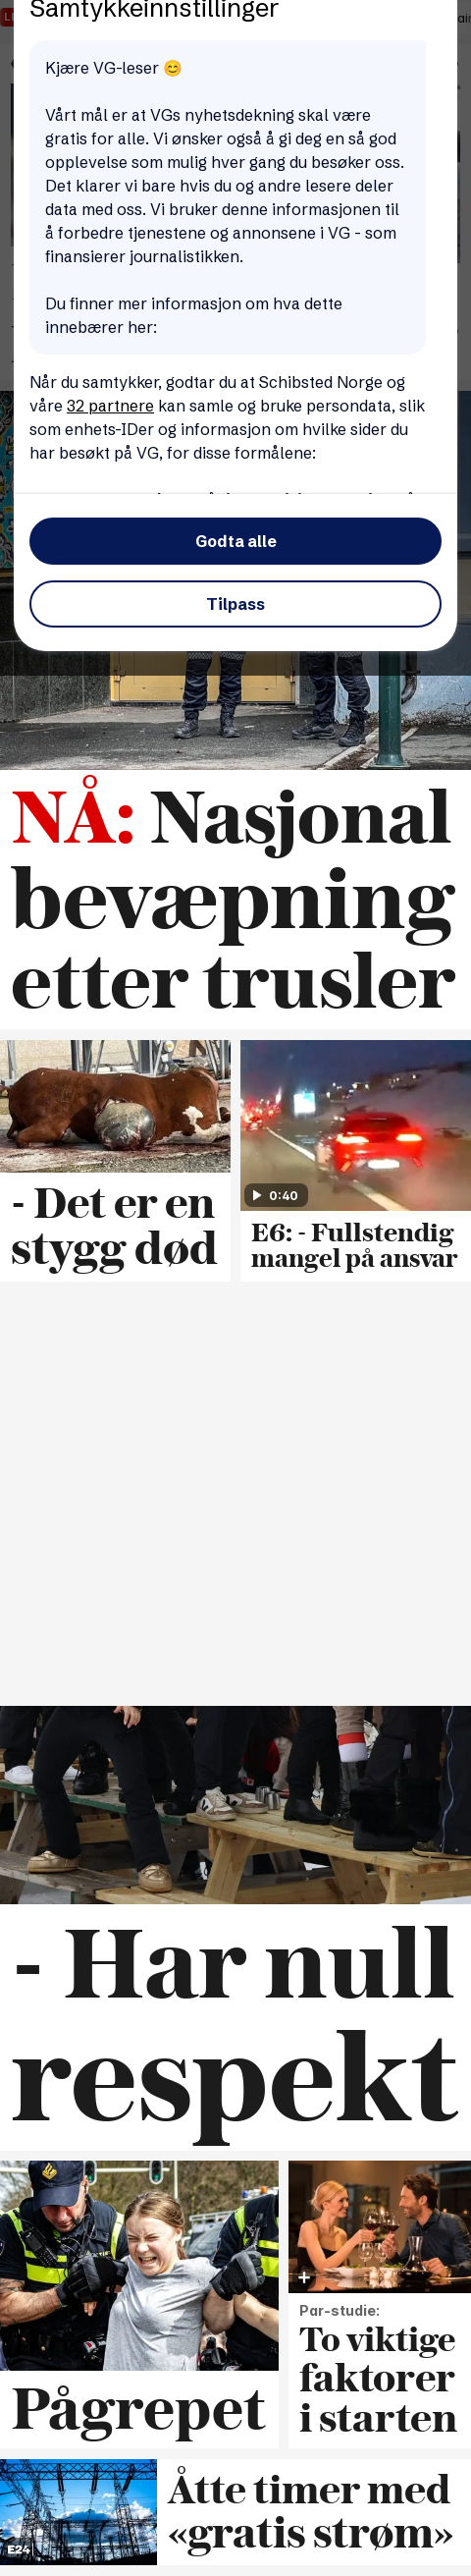 Samtykkeinnstillinger
Kjære VG-leser 😊
Vårt mål er at VGs nyhetsdekning skal være
gratis for alle. Vi ønsker også å gi deg en så god
opplevelse som mulig hver gang du besøker oss.
Det klarer vi bare hvis du og andre lesere deler
data med oss. Vi bruker denne informasjonen til
å forbedre tjenestene og annonsene i VG - som
finansierer journalistikken.
Du finner mer informasjon om hva dette
innebærer her:
Når du samtykker, godtar du at Schibsted Norge og
våre 32 partnere kan samle og bruke persondata, slik
som enhets-IDer og informasjon om hvilke sider du
har besøkt på VG, for disse formålene:
Godta alle
Tilpass
NÅ: Nasjonal
bevæpning
etter trusler
- Det er en
stygg død
0:40
E6: - Fullstendig
mangel på ansvar
- Har null
respekt
Pågrepet
Par-studie:
To viktige
faktorer
i starten
E24
Åtte timer med
«gratis strøm»